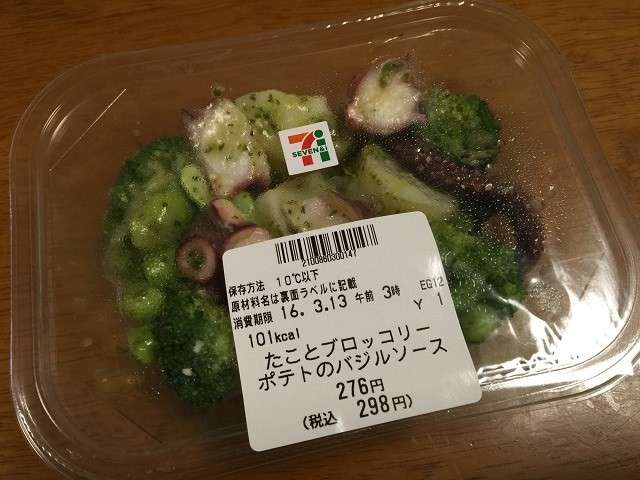 7i
SEVEN&i
2100960300141
保存方法 10℃以下
原材料名は裏面ラベルに記載
消費期限 16. 3.13 午前 3時 EG12
101kcal Y 1
たことブロッコリー
ポテトのバジルソース
276円
(税込 298円)